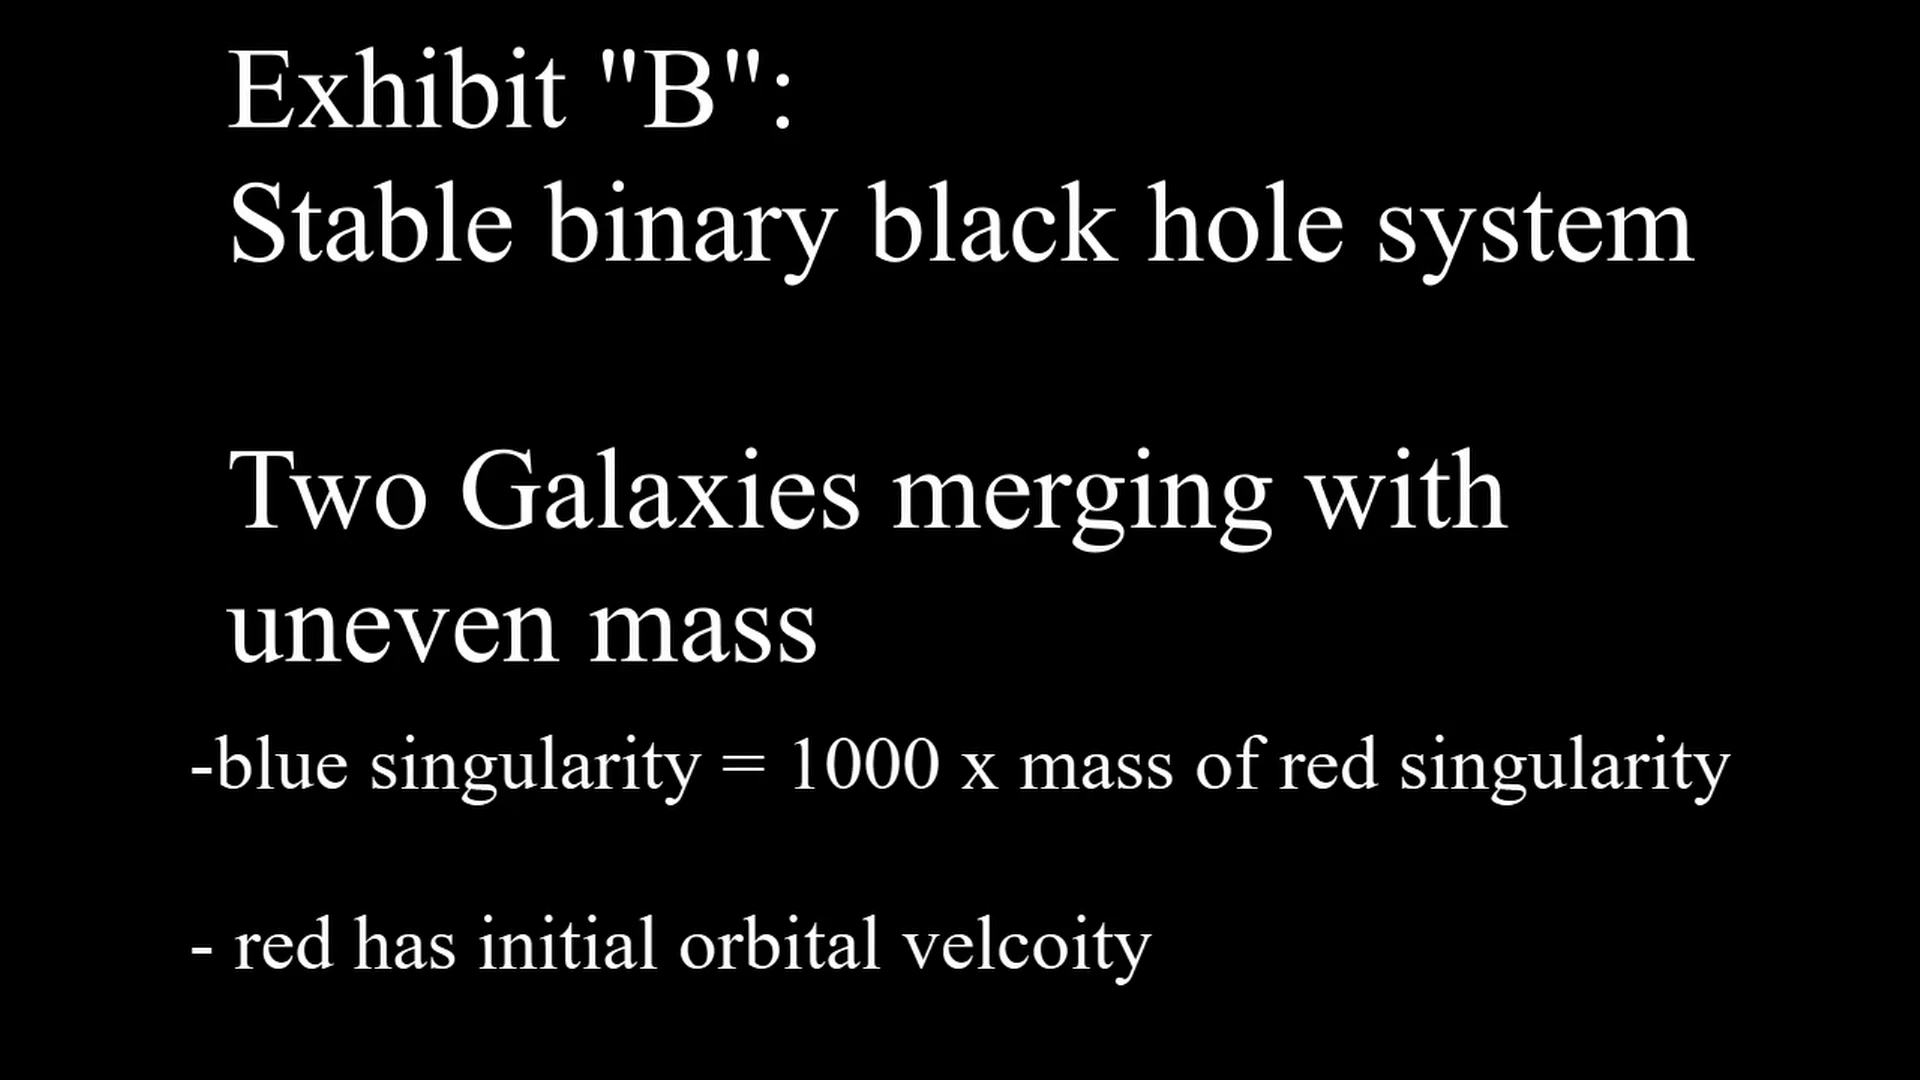 Exhibit "B":
Stable binary black hole system
Two Galaxies merging with
uneven mass
-blue singularity = 1000 x mass of red singularity
- red has initial orbital velcoity